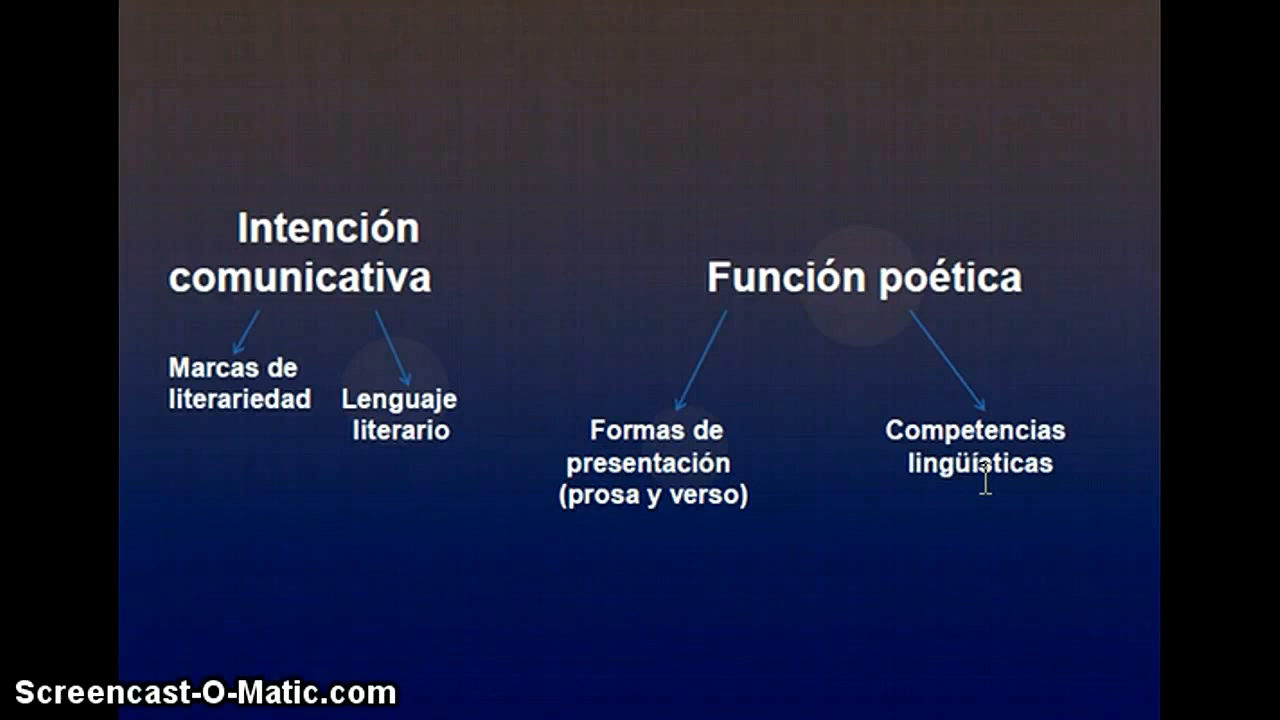 Intención
comunicativa
Función poética
Marcas de
literariedad
Lenguaje
literario
Formas de
presentación
(prosa y verso)
Competencias
lingüísticas
Screencast-O-Matic.com